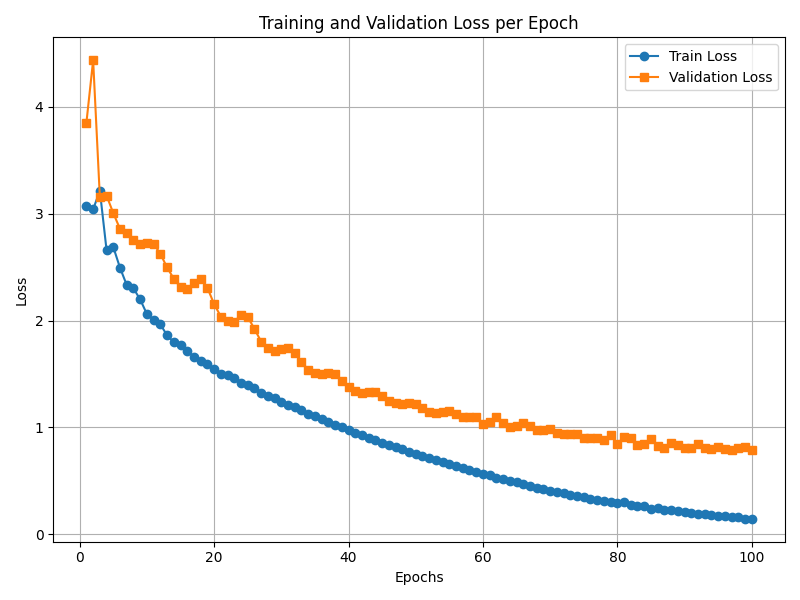 Training and Validation Loss per Epoch
Train Loss
Validation Loss
4
3
2
1
0
Loss
0 20 40 60 80 100
Epochs